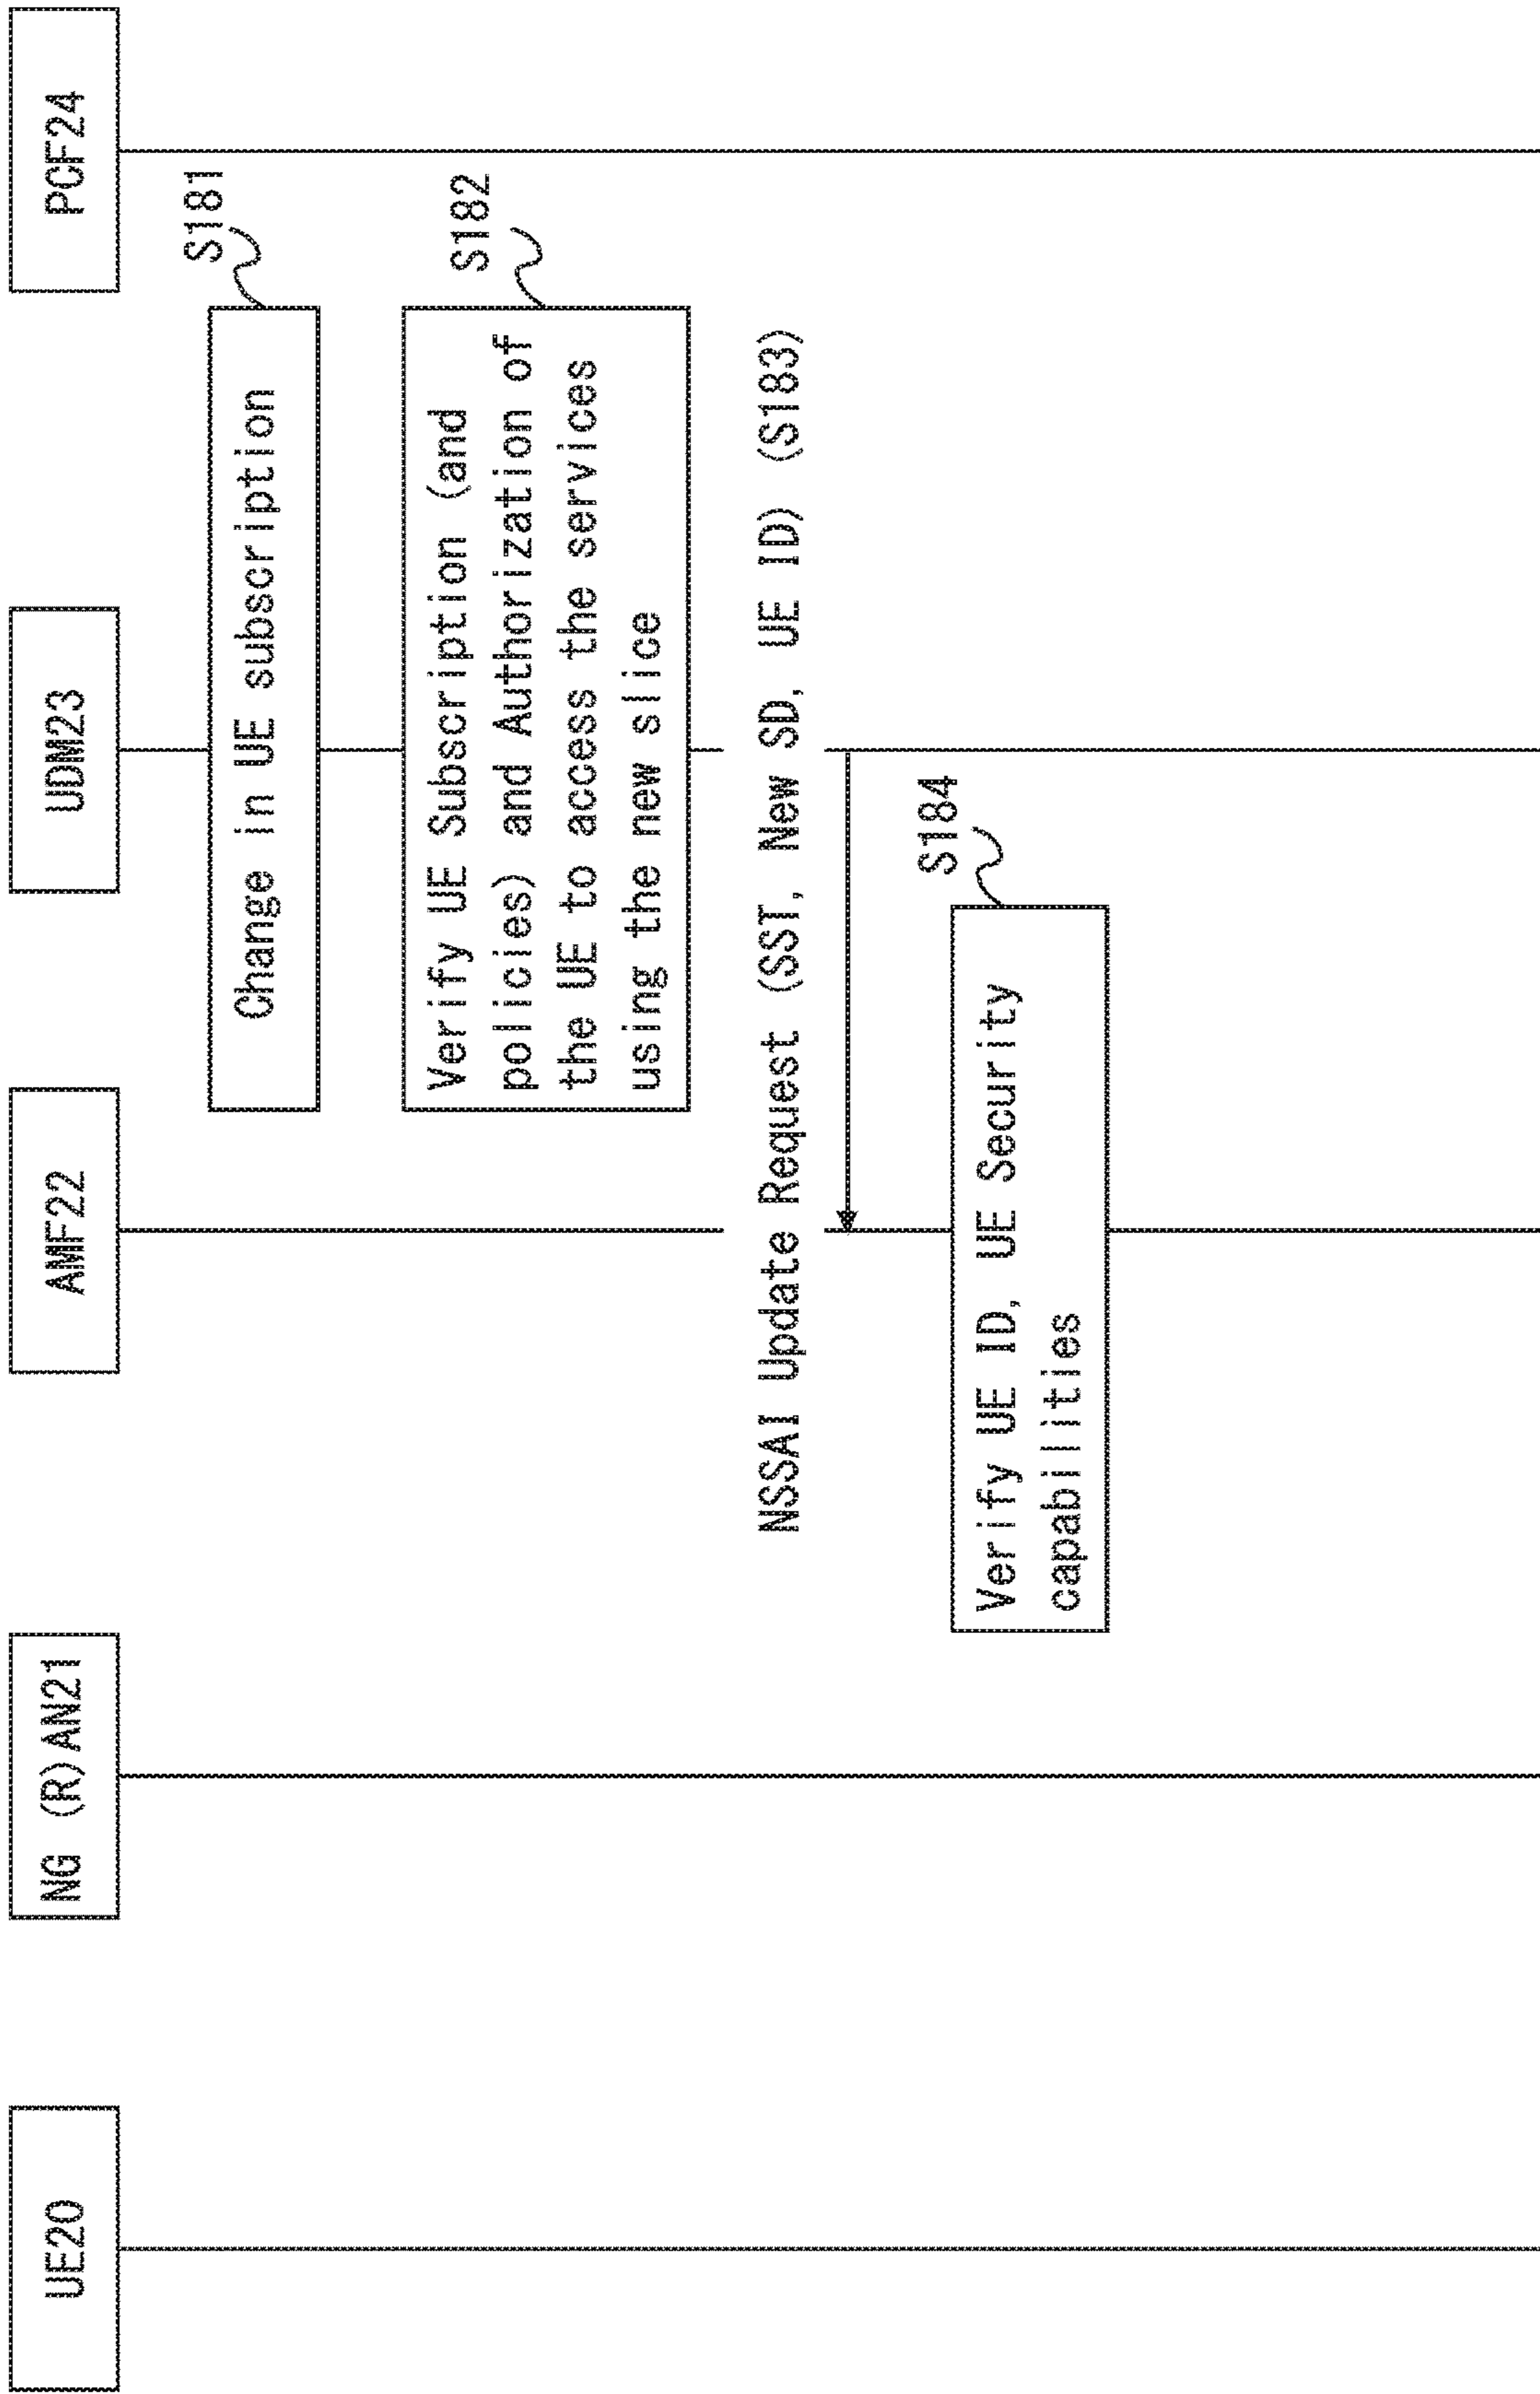 UE20
NG (R)AN21
AMF22
UDM23
PCF24
Change in UE subscription
S181
Verify UE Subscription (and
policies) and Authorization of
the UE to access the services
using the new slice
S182
NSSAI Update Request (SST, New SD, UE ID) (S183)
Verify UE ID, UE Security
capabilities
S184